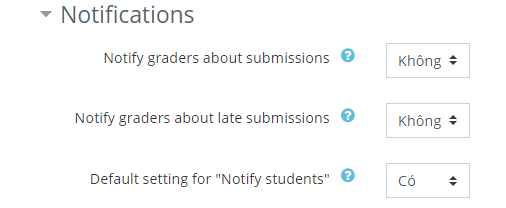 Notifications
Notify graders about submissions Không
Notify graders about late submissions Không
Default setting for "Notify students" Có